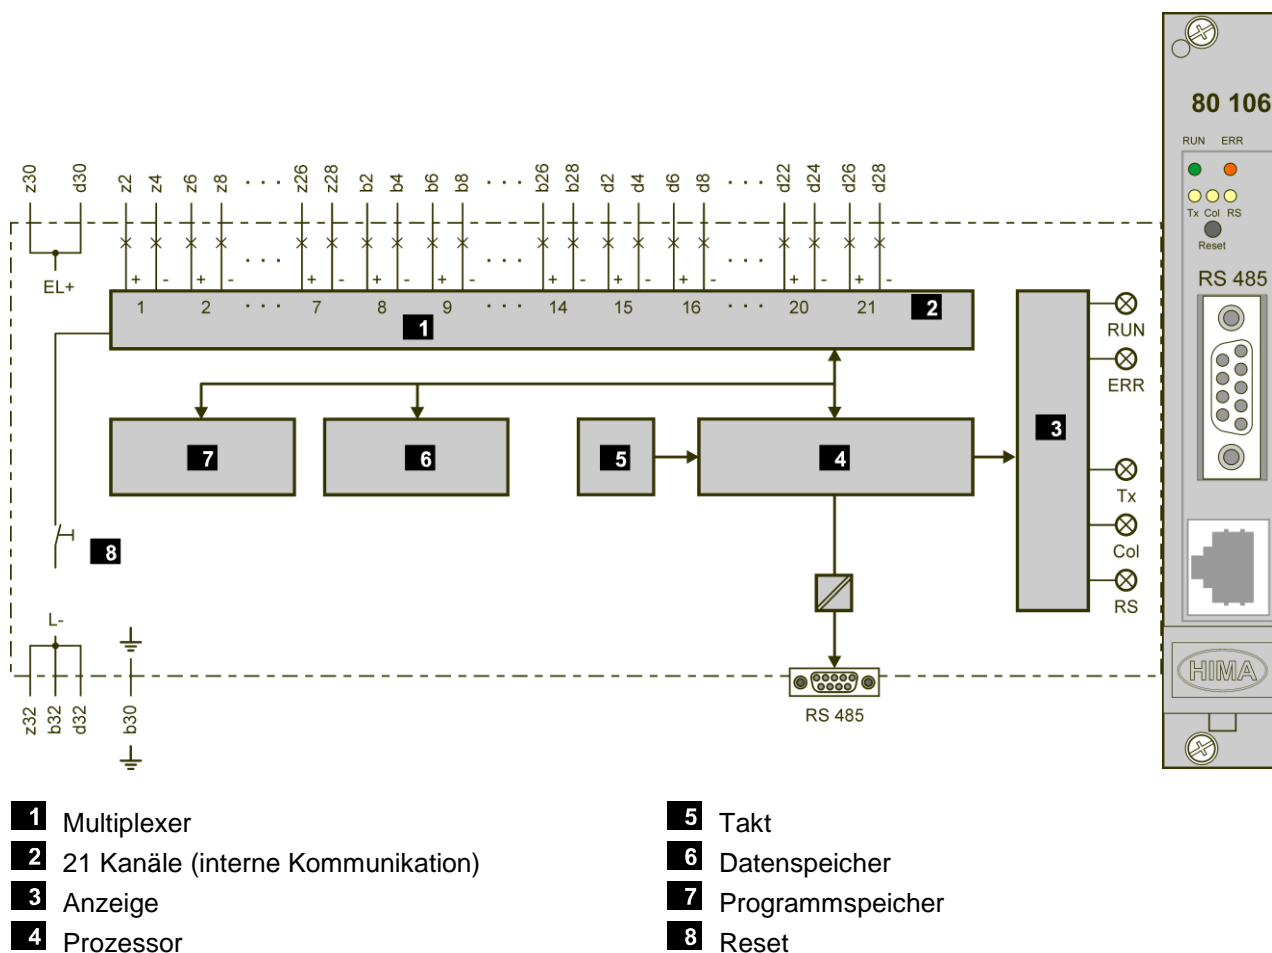 80 106
RUN ERR
Tx Col RS
Reset
RS 485
HIMA
z30 d30 z2 z4 z6 z8 · · · z26 z28 b2 b4 b6 b8 · · · b26 b28 d2 d4 d6 d8 · · · d22 d24 d26 d28
· · · · · · · · ·
EL+ + - + - + - + - + - + - + - + - + - + -
1 2 · · · 7 8 9 · · · 14 15 16 · · · 20 21 2
1
RUN
ERR
3
7 6 5 4
Tx
8
Col
RS
L-
z32 b32 d32 b30
RS 485
1 Multiplexer
2 21 Kanäle (interne Kommunikation)
3 Anzeige
4 Prozessor
5 Takt
6 Datenspeicher
7 Programmspeicher
8 Reset